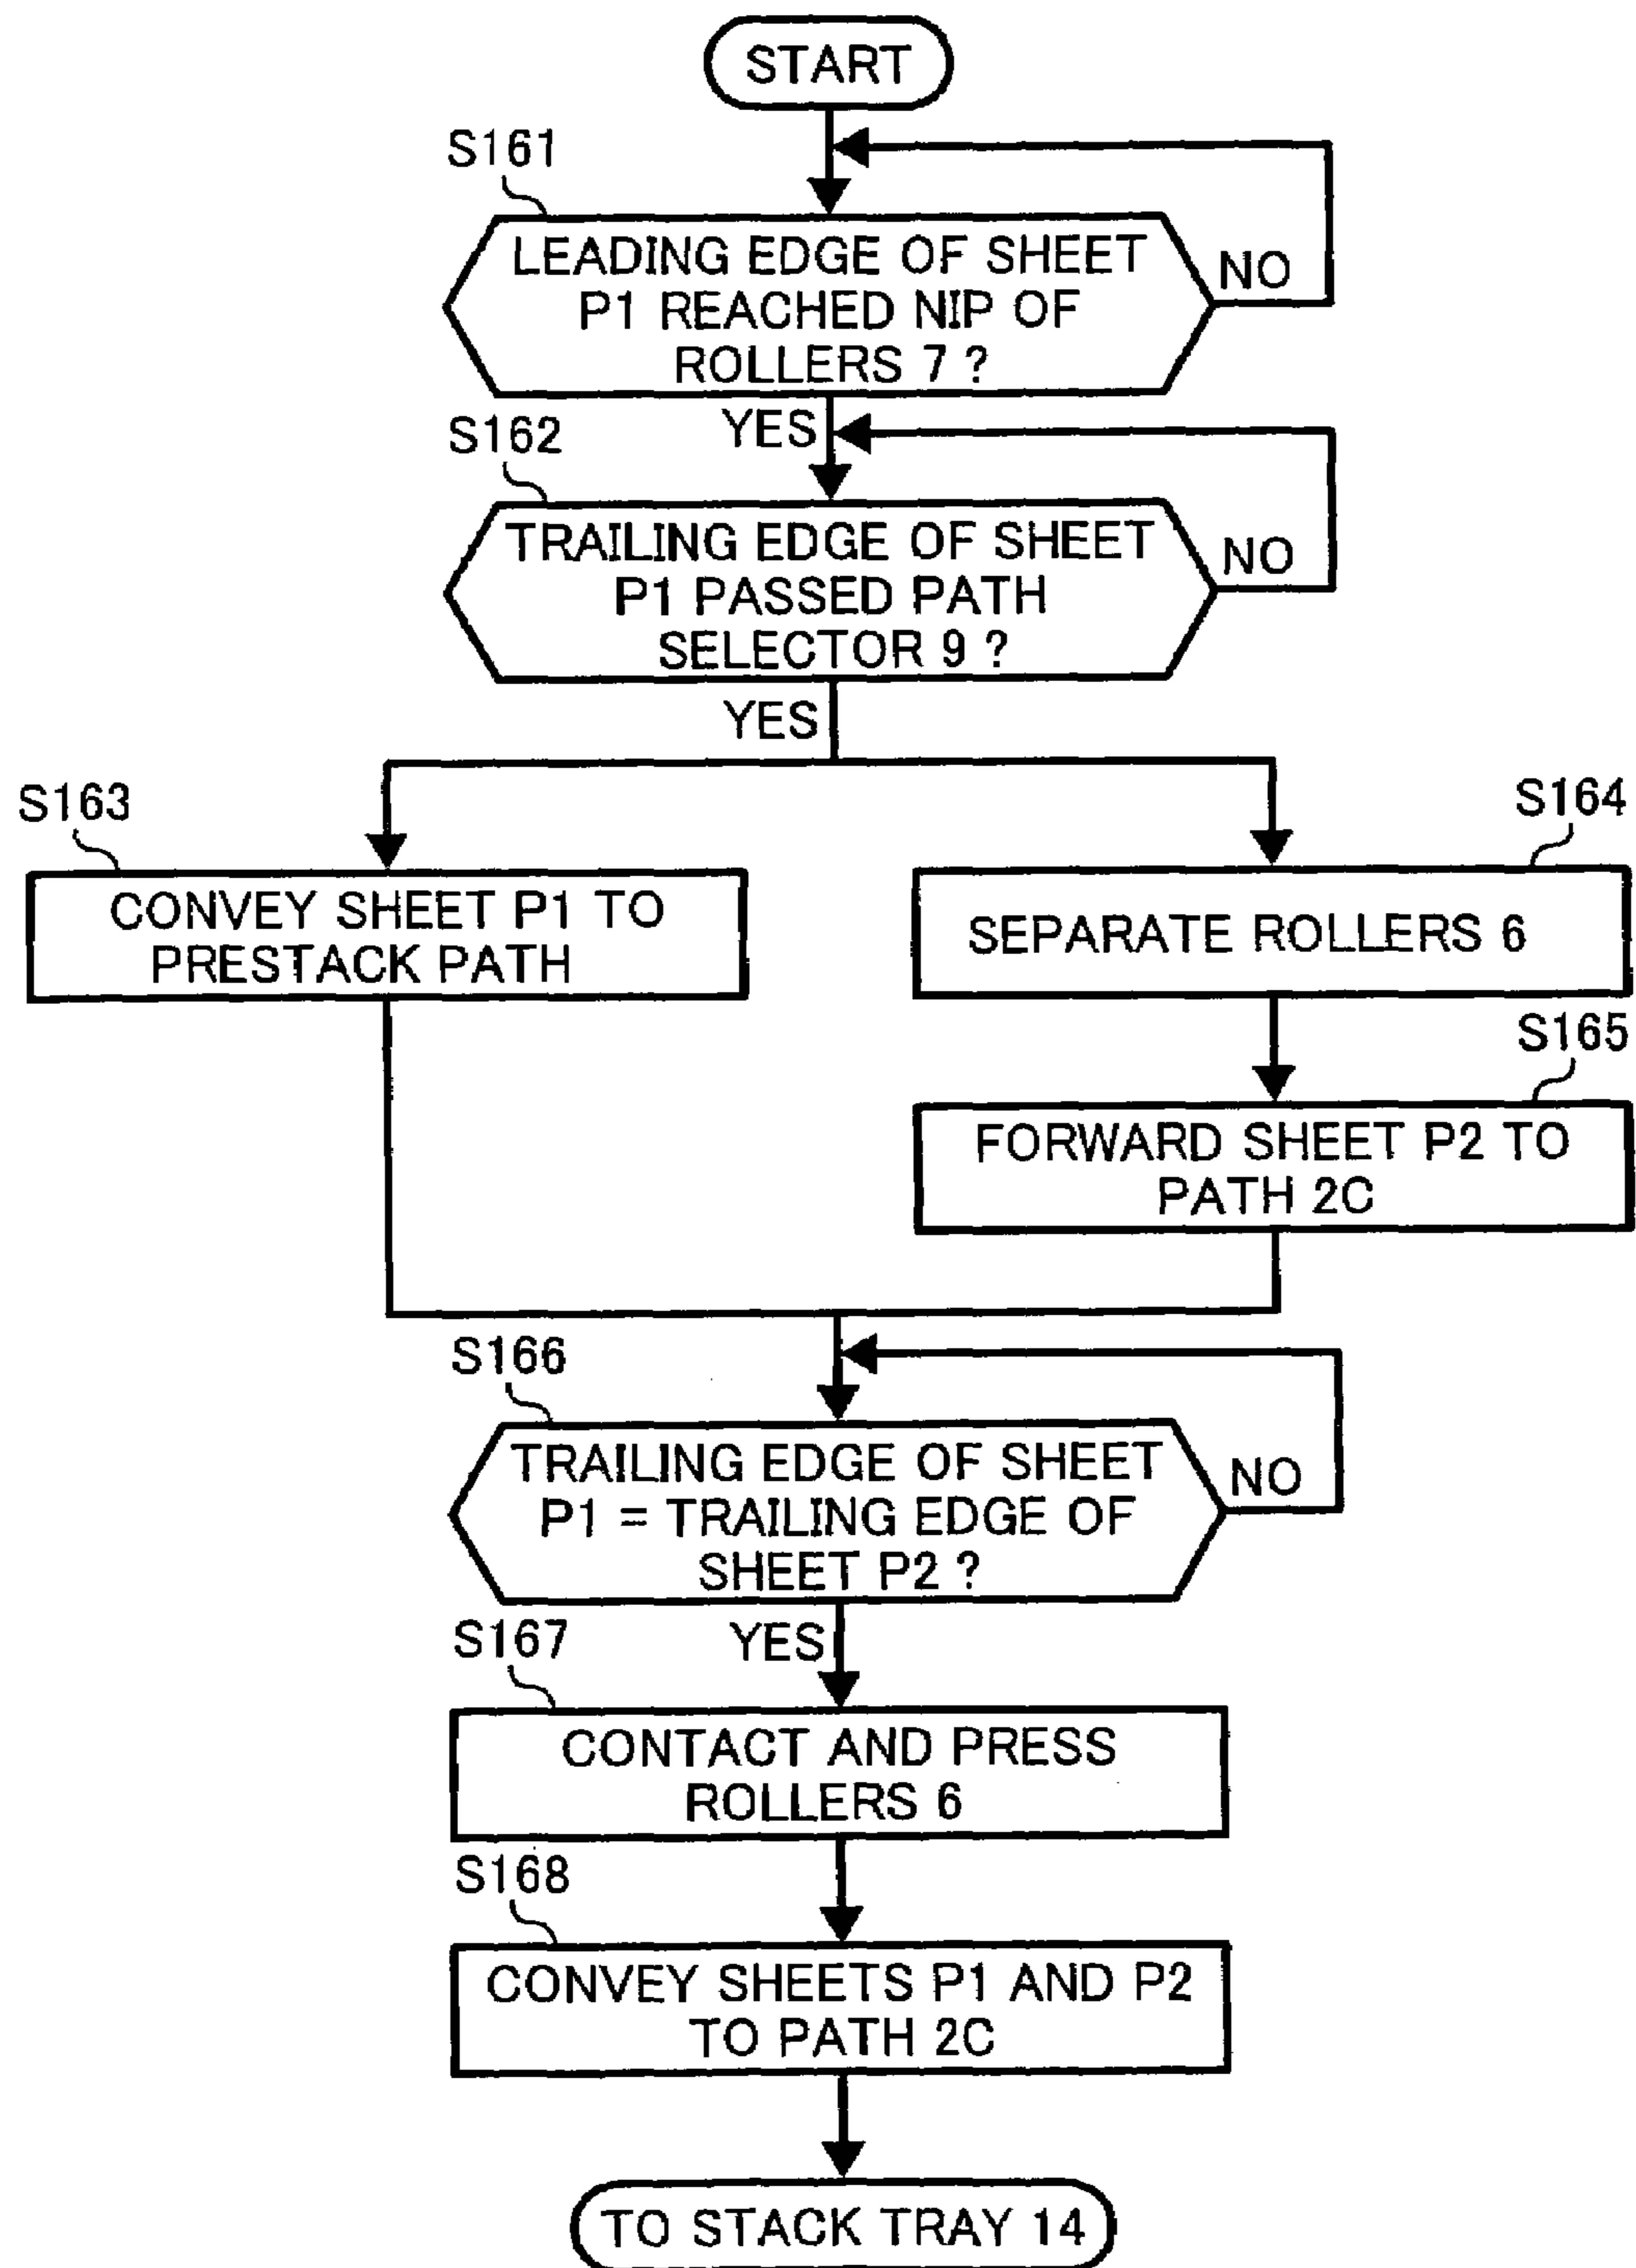 START
S161
LEADING EDGE OF SHEET
P1 REACHED NIP OF
ROLLERS 7 ?
NO
YES
S162
TRAILING EDGE OF SHEET
P1 PASSED PATH
SELECTOR 9 ?
NO
YES
S163
CONVEY SHEET P1 TO
PRESTACK PATH
S164
SEPARATE ROLLERS 6
S165
FORWARD SHEET P2 TO
PATH 2C
S166
TRAILING EDGE OF SHEET
P1 = TRAILING EDGE OF
SHEET P2 ?
NO
YES
S167
CONTACT AND PRESS
ROLLERS 6
S168
CONVEY SHEETS P1 AND P2
TO PATH 2C
TO STACK TRAY 14